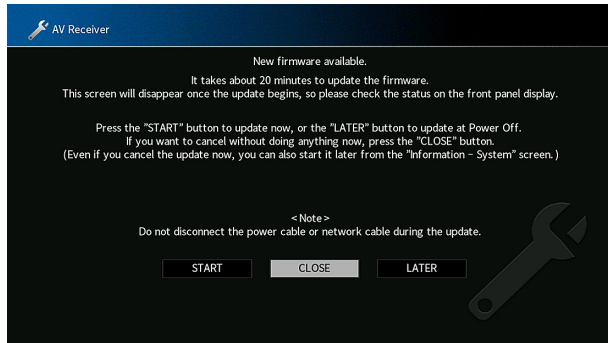 AV Receiver
New firmware available.
It takes about 20 minutes to update the firmware.
This screen will disappear once the update begins, so please check the status on the front panel display.
Press the ”START” button to update now, or the ”LATER” button to update at Power Off.
If you want to cancel without doing anything now, press the ”CLOSE” button.
(Even if you cancel the update now, you can also start it later from the ”Information – System” screen.)
<Note>
Do not disconnect the power cable or network cable during the update.
START CLOSE LATER